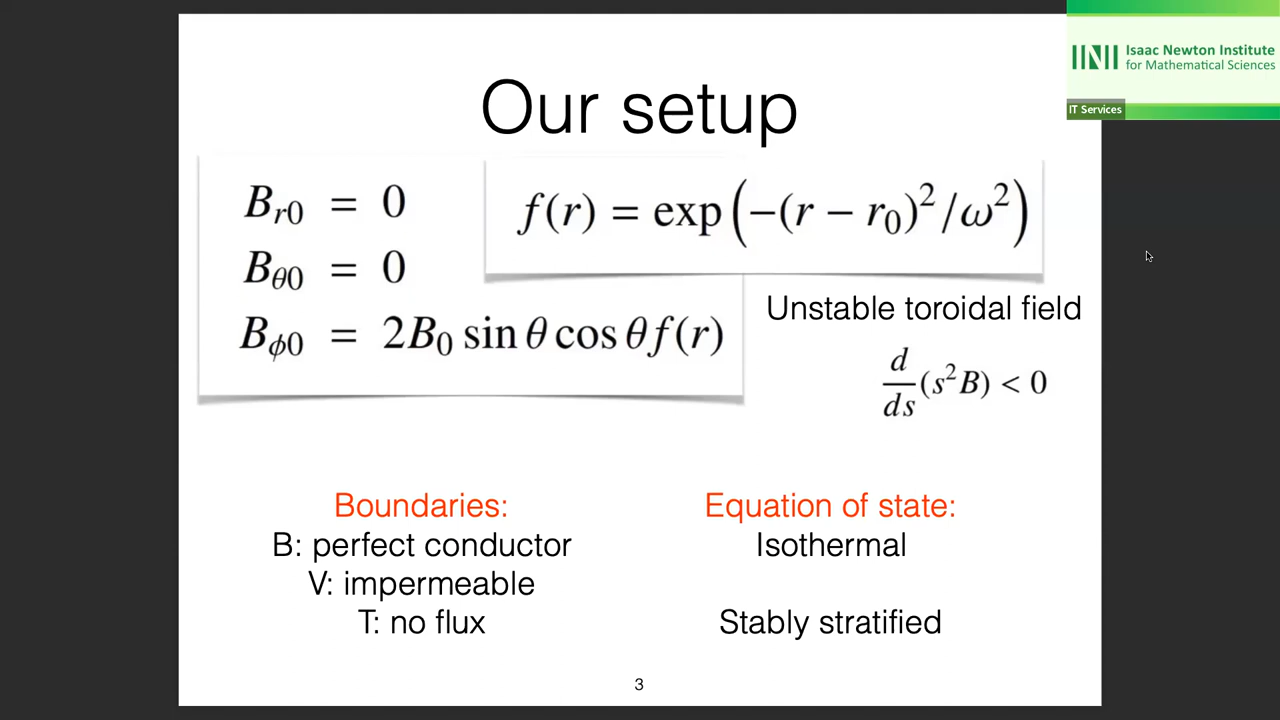 Our setup
B_{r0} = 0
B_{θ0} = 0
B_{ϕ0} = 2B_0 sin θ cos θ f(r)
f(r) = exp(−(r − r_0)^2/ω^2)
Unstable toroidal field
d/ds (s^2 B) < 0
Boundaries:
B: perfect conductor
V: impermeable
T: no flux
Equation of state:
Isothermal
Stably stratified
3
Isaac Newton Institute
for Mathematical Sciences
IT Services